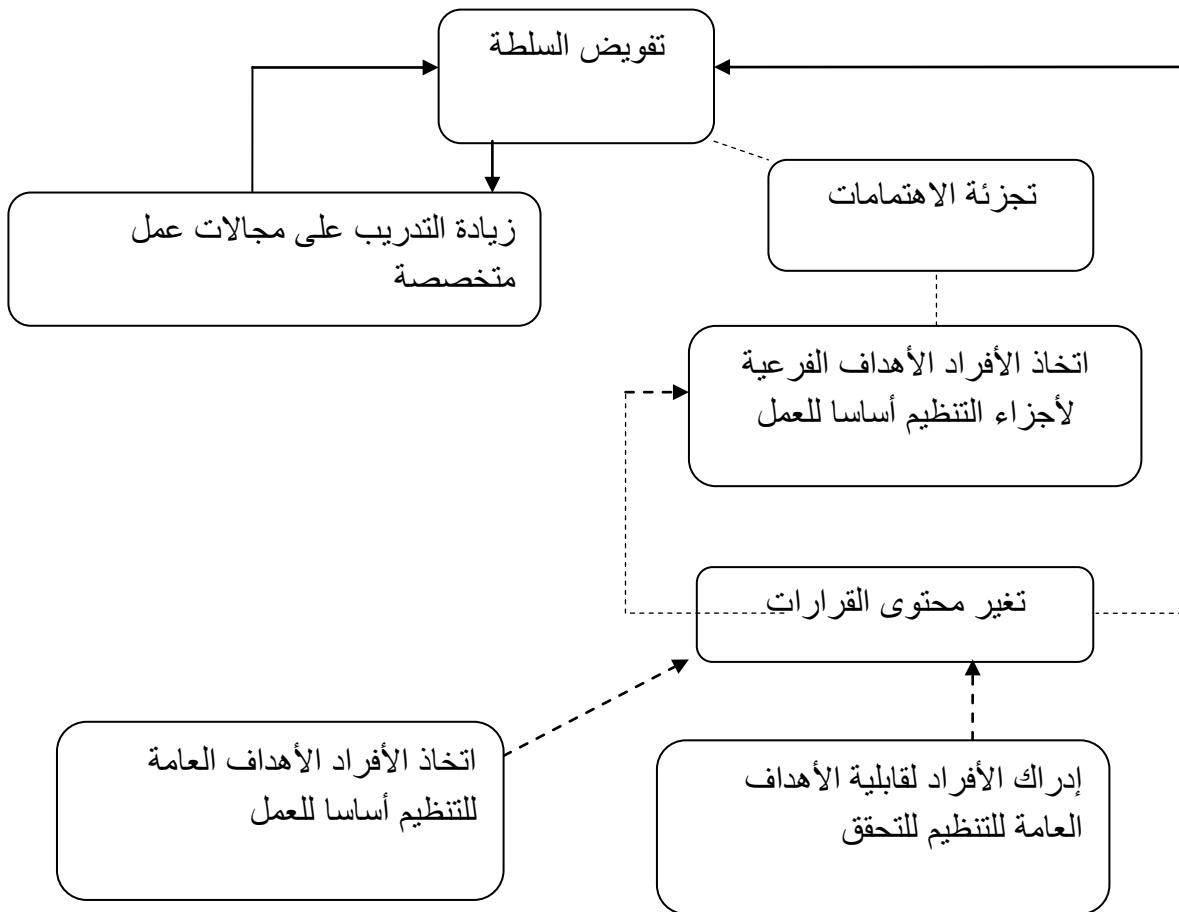 تفويض السلطة
تجزئة الاهتمامات
زيادة التدريب على مجالات عمل
متخصصة
اتخاذ الأفراد الأهداف الفرعية
لأجزاء التنظيم أساسا للعمل
تغير محتوى القرارات
اتخاذ الأفراد الأهداف العامة
للتنظيم أساسا للعمل
إدراك الأفراد لقابلية الأهداف
العامة للتنظيم للتحقق